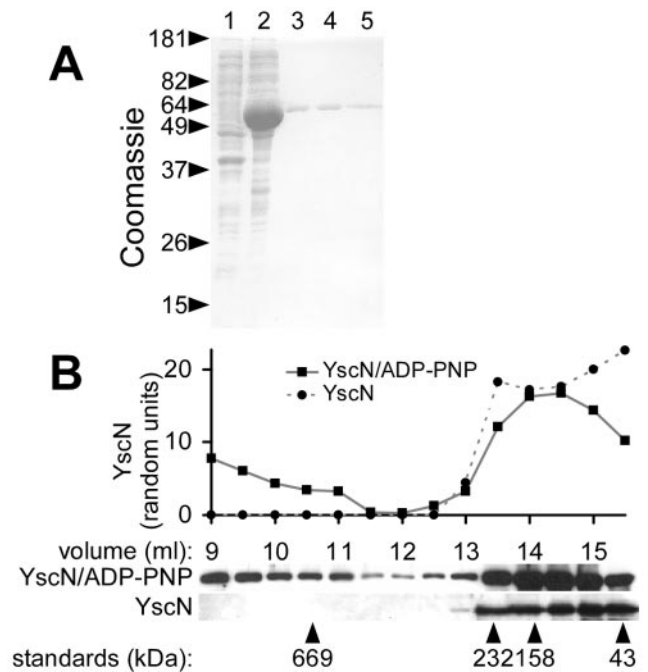 1 2 3 4 5
A
181
82
64
49
37
26
15
Coomassie
B
YscN
(random units)
20
10
0
YscN/ADP-PNP
YscN
volume (ml): 9 10 11 12 13 14 15
YscN/ADP-PNP
YscN
standards (kDa): 669 232 158 43